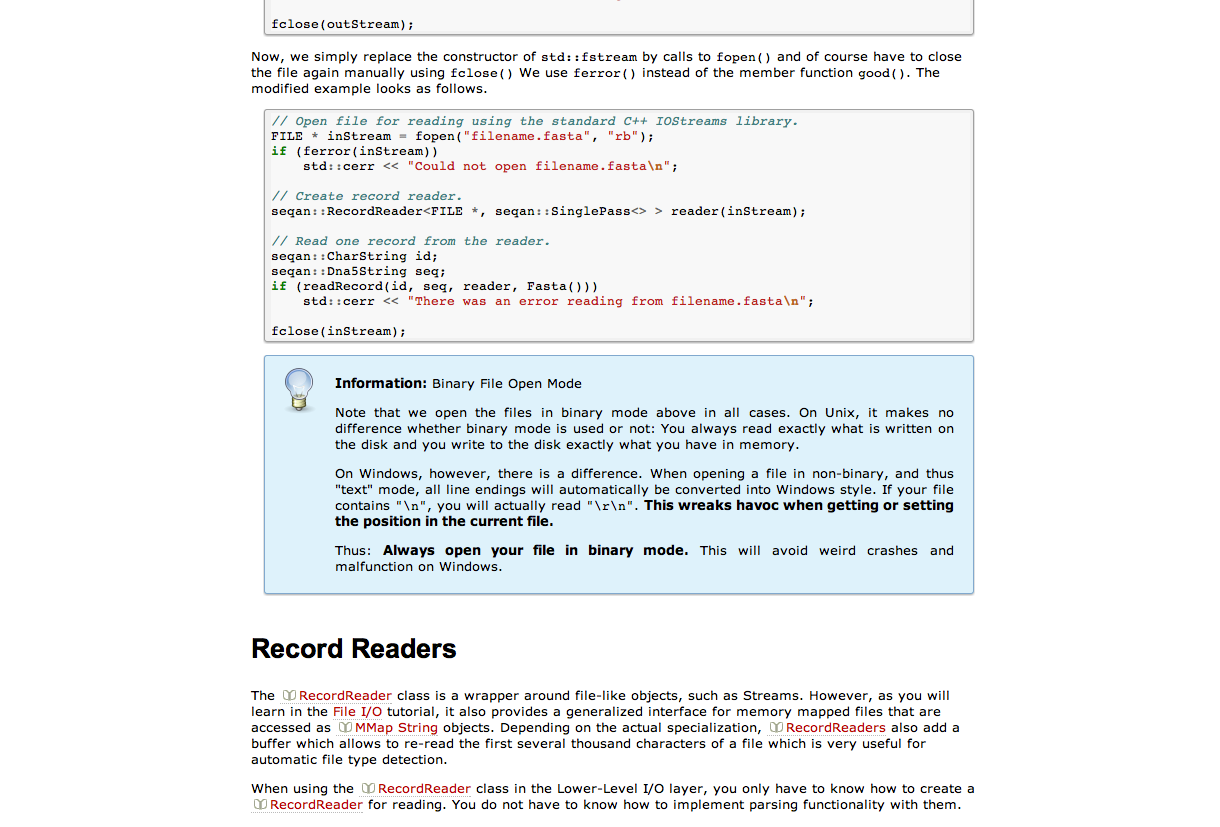 fclose(outStream);
Now, we simply replace the constructor of std::fstream by calls to fopen() and of course have to close
the file again manually using fclose() We use ferror() instead of the member function good(). The
modified example looks as follows.
// Open file for reading using the standard C++ IOStreams library.
FILE * inStream = fopen("filename.fasta", "rb");
if (ferror(inStream))
    std::cerr << "Could not open filename.fasta\n";
// Create record reader.
seqan::RecordReader<FILE *, seqan::SinglePass<> > reader(inStream);
// Read one record from the reader.
seqan::CharString id;
seqan::Dna5String seq;
if (readRecord(id, seq, reader, Fasta()))
    std::cerr << "There was an error reading from filename.fasta\n";
fclose(inStream);
Information: Binary File Open Mode
Note that we open the files in binary mode above in all cases. On Unix, it makes no
difference whether binary mode is used or not: You always read exactly what is written on
the disk and you write to the disk exactly what you have in memory.
On Windows, however, there is a difference. When opening a file in non-binary, and thus
"text" mode, all line endings will automatically be converted into Windows style. If your file
contains "\n", you will actually read "\r\n". This wreaks havoc when getting or setting
the position in the current file.
Thus: Always open your file in binary mode. This will avoid weird crashes and
malfunction on Windows.
Record Readers
The RecordReader class is a wrapper around file-like objects, such as Streams. However, as you will
learn in the File I/O tutorial, it also provides a generalized interface for memory mapped files that are
accessed as MMap String objects. Depending on the actual specialization, RecordReaders also add a
buffer which allows to re-read the first several thousand characters of a file which is very useful for
automatic file type detection.
When using the RecordReader class in the Lower-Level I/O layer, you only have to know how to create a
RecordReader for reading. You do not have to know how to implement parsing functionality with them.